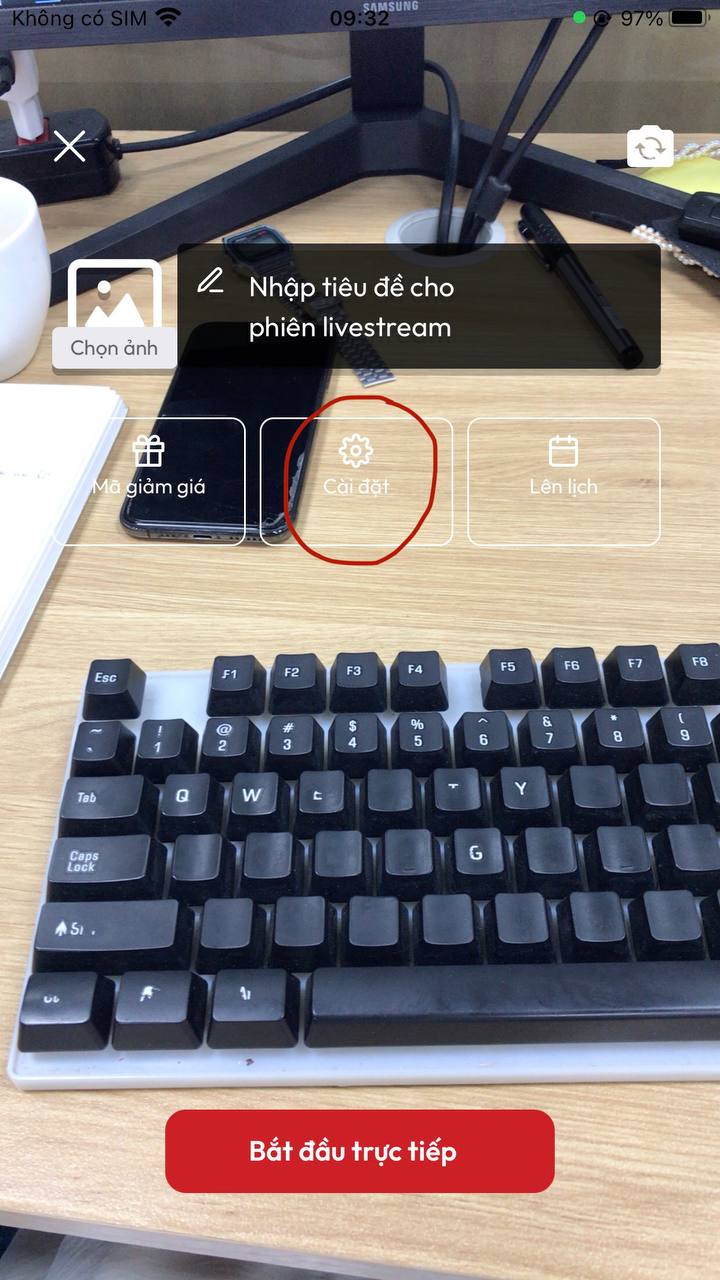 Không có SIM 09:32 97%
SAMSUNG
Nhập tiêu đề cho
phiên livestream
Chọn ảnh
Mã giảm giá Cài đặt Lên lịch
Esc F1 F2 F3 F4 F5 F6 F7 F8
~ ! @ # $ % ^ & * (
` 1 2 3 4 5 6 7 8 9
Tab Q W Y
Caps
Lock G
Bắt đầu trực tiếp